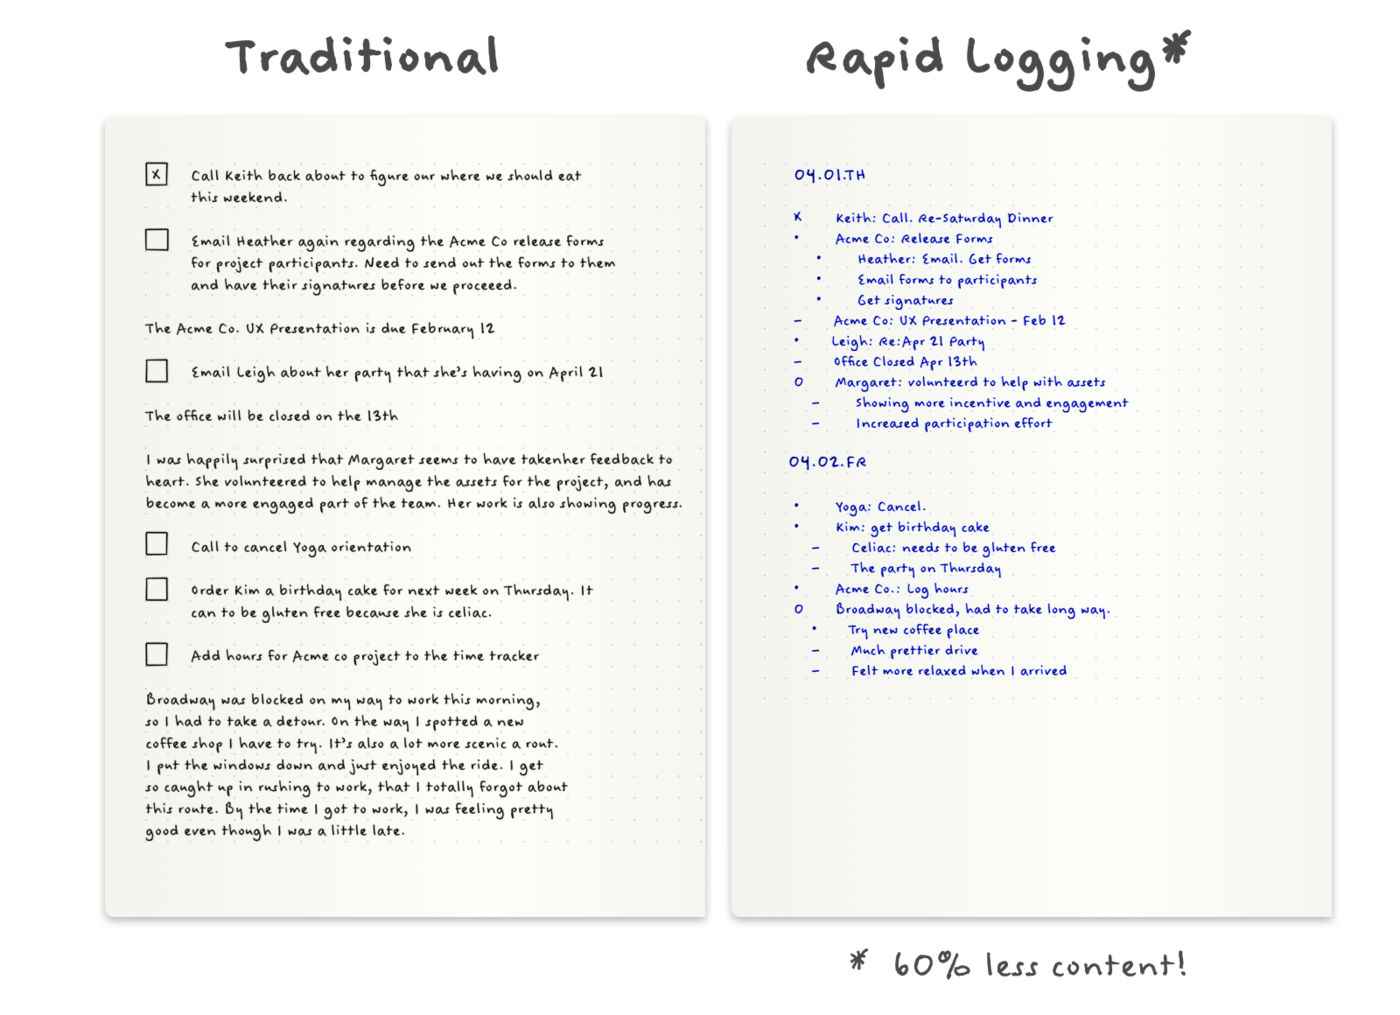 Traditional
Rapid Logging*
x Call Keith back about to figure our where we should eat
this weekend.
Email Heather again regarding the Acme Co release forms
for project participants. Need to send out the forms to them
and have their signatures before we proceeed.
The Acme Co. UX Presentation is due February 12
Email Leigh about her party that she's having on April 21
The office will be closed on the 13th
I was happily surprised that Margaret seems to have takenher feedback to
heart. She volunteered to help manage the assets for the project, and has
become a more engaged part of the team. Her work is also showing progress.
Call to cancel Yoga orientation
Order Kim a birthday cake for next week on Thursday. It
can to be gluten free because she is celiac.
Add hours for Acme co project to the time tracker
Broadway was blocked on my way to work this morning,
so I had to take a detour. On the way I spotted a new
coffee shop I have to try. It's also a lot more scenic a rout.
I put the windows down and just enjoyed the ride. I get
so caught up in rushing to work, that I totally forgot about
this route. By the time I got to work, I was feeling pretty
good even though I was a little late.
04.01.TH
x Keith: Call. Re-Saturday Dinner
• Acme Co: Release Forms
• Heather: Email. Get forms
• Email forms to participants
• Get signatures
– Acme Co: UX Presentation - Feb 12
• Leigh: Re:Apr 21 Party
– Office Closed Apr 13th
O Margaret: volunteerd to help with assets
– Showing more incentive and engagement
– Increased participation effort
04.02.FR
• Yoga: Cancel.
• Kim: get birthday cake
– Celiac: needs to be gluten free
– The party on Thursday
• Acme Co.: Log hours
O Broadway blocked, had to take long way.
• Try new coffee place
– Much prettier drive
– Felt more relaxed when I arrived
* 60% less content!